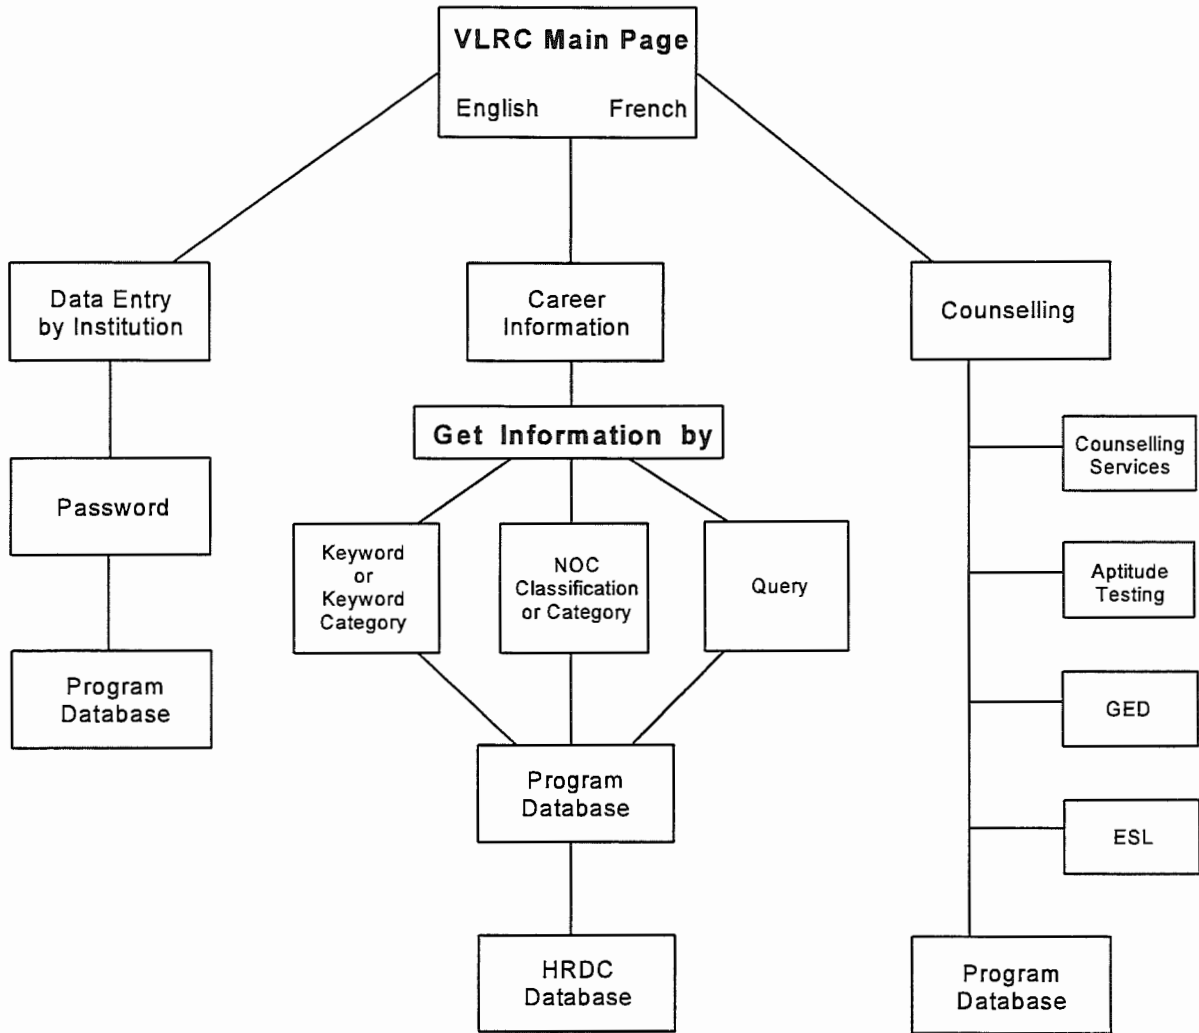 VLRC Main Page
English French
Data Entry
by Institution
Career
Information
Counselling
Get Information by
Counselling
Services
Password
Keyword
or
Keyword
Category
NOC
Classification
or Category
Query
Aptitude
Testing
Program
Database
GED
Program
Database
ESL
HRDC
Database
Program
Database